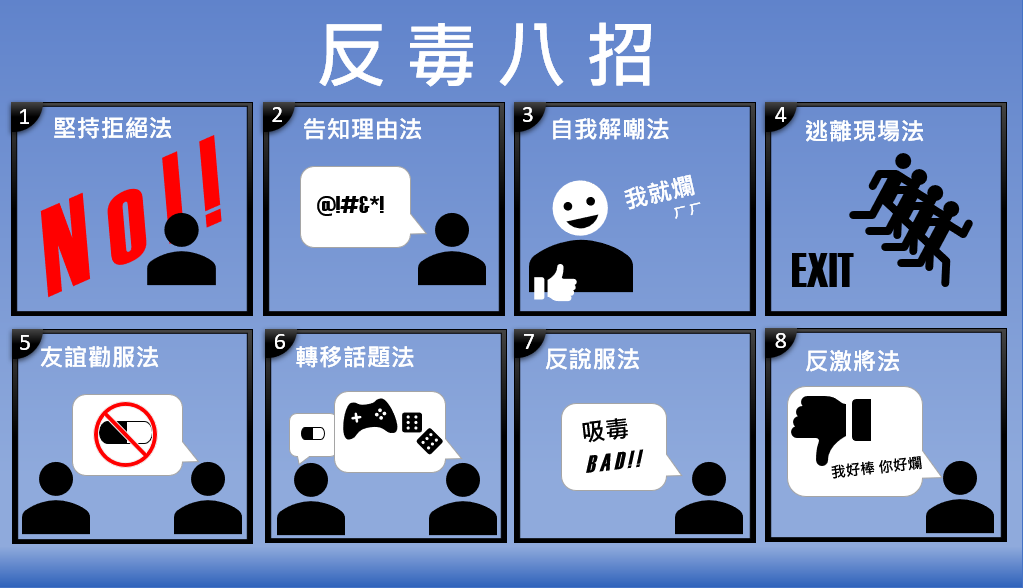 反毒八招
1
堅持拒絕法
No!!
2
告知理由法
@!#&*!
3
自我解嘲法
我就爛
ㄏㄏ
4
逃離現場法
EXIT
5
友誼勸服法
6
轉移話題法
7
反說服法
吸毒
BAD!!
8
反激將法
我好棒 你好爛